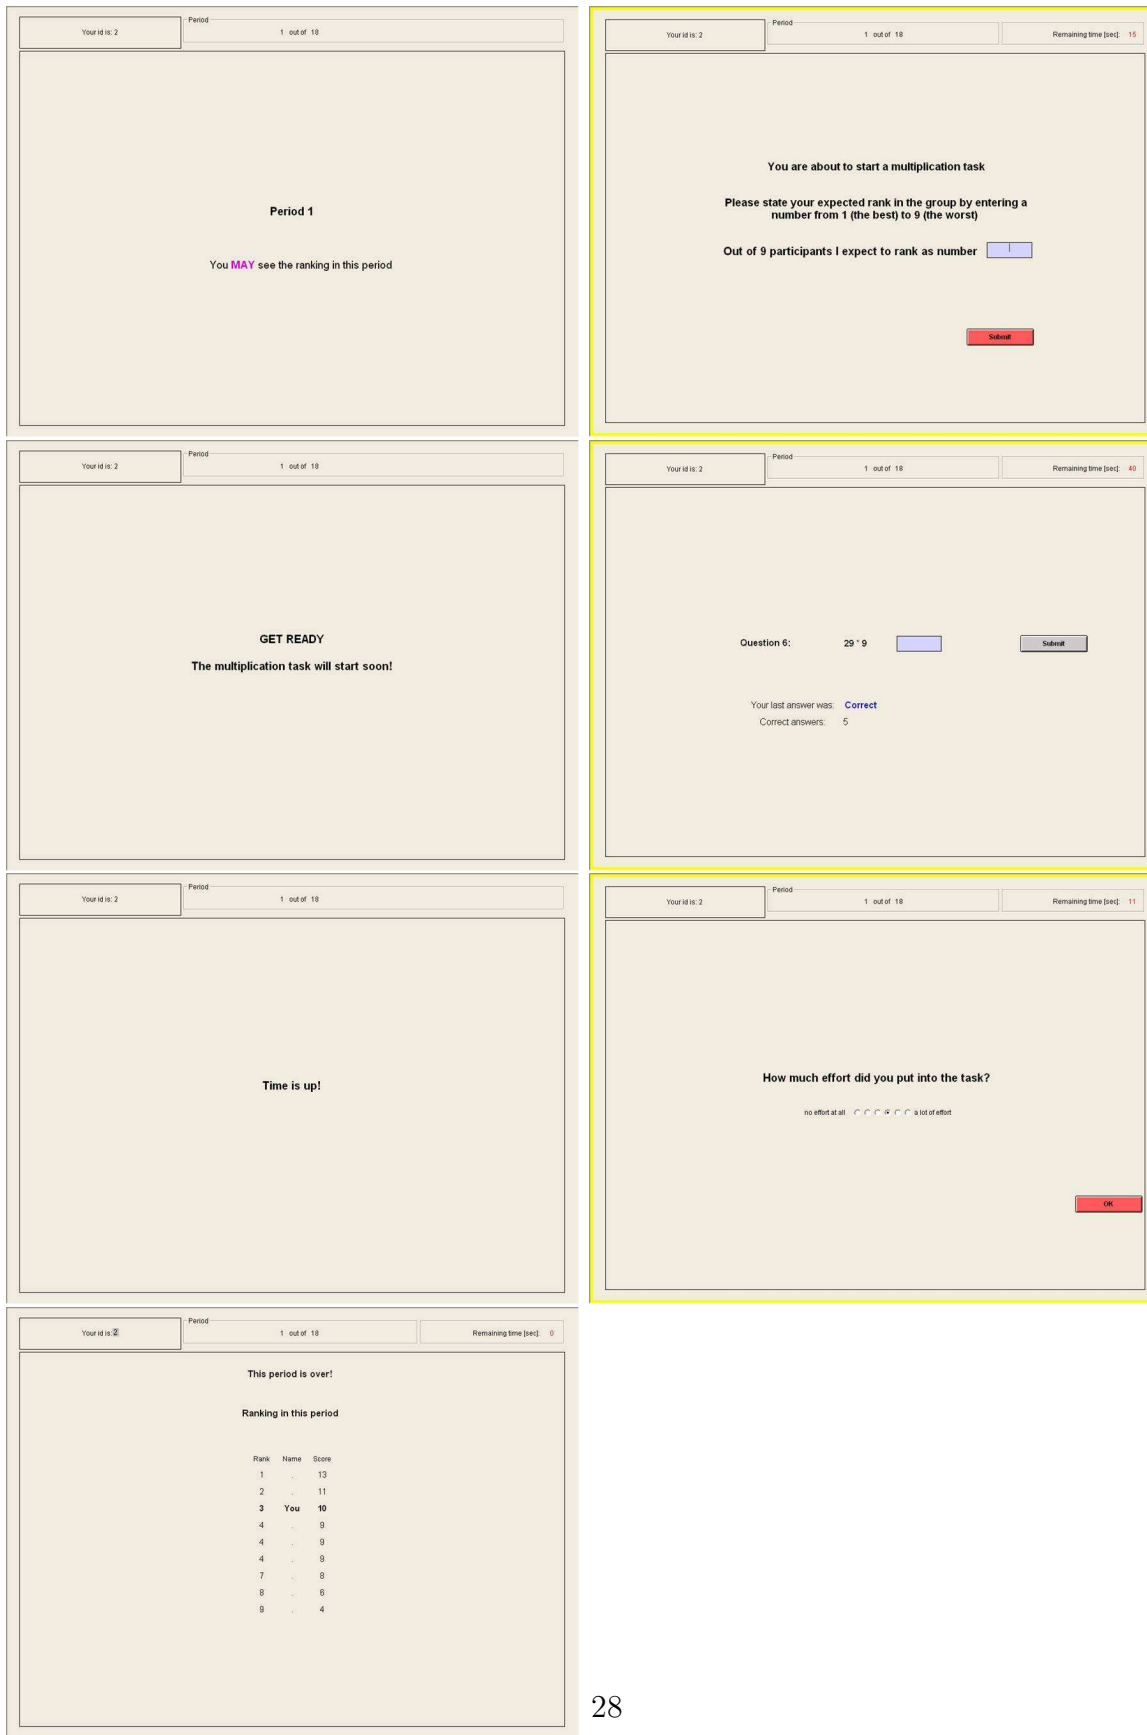 Your id is: 2
Period
1 out of 18
Period 1
You MAY see the ranking in this period
Your id is: 2
Period
1 out of 18
Remaining time [sec]: 15
You are about to start a multiplication task
Please state your expected rank in the group by entering a
number from 1 (the best) to 9 (the worst)
Out of 9 participants I expect to rank as number
Submit
Your id is: 2
Period
1 out of 18
GET READY
The multiplication task will start soon!
Your id is: 2
Period
1 out of 18
Remaining time [sec]: 40
Question 6: 29 * 9 Submit
Your last answer was: Correct
Correct answers: 5
Your id is: 2
Period
1 out of 18
Time is up!
Your id is: 2
Period
1 out of 18
Remaining time [sec]: 11
How much effort did you put into the task?
no effort at all a lot of effort
OK
Your id is: 2
Period
1 out of 18
Remaining time [sec]: 0
This period is over!
Ranking in this period
Rank Name Score
1 . 13
2 . 11
3 You 10
4 . 9
4 . 9
4 . 9
7 . 8
8 . 6
9 . 4
28